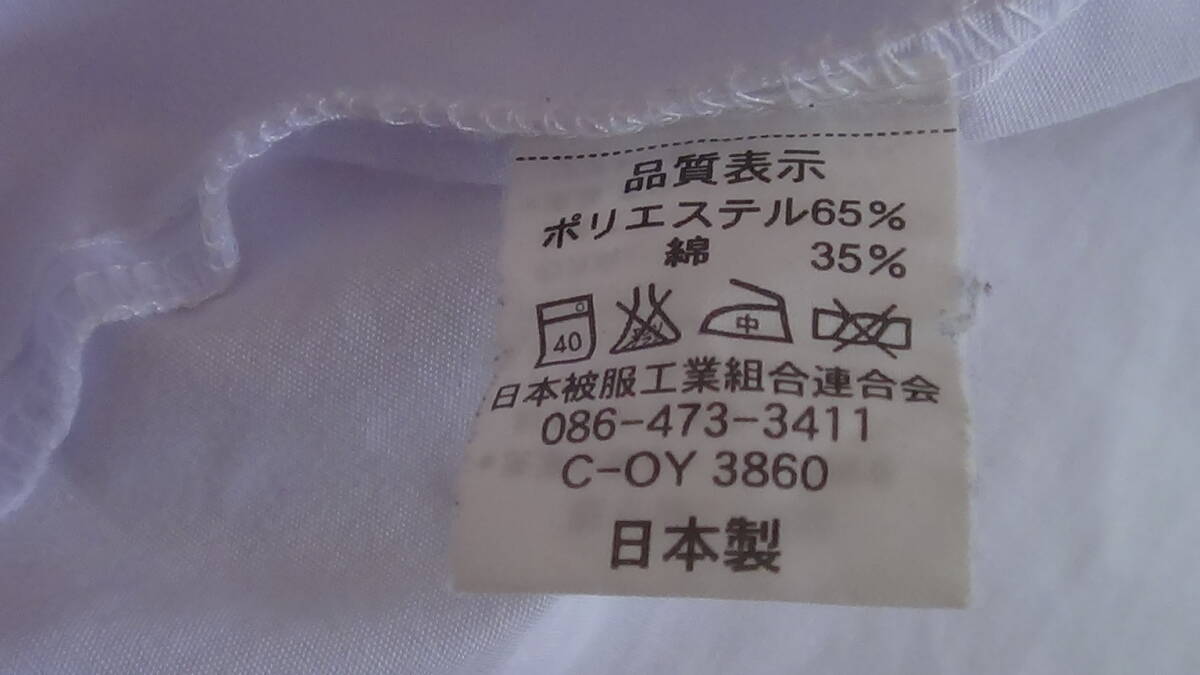 品質表示
ポリエステル65%
綿 35%
40 中
日本被服工業組合連合会
086-473-3411
C-OY 3860
日本製